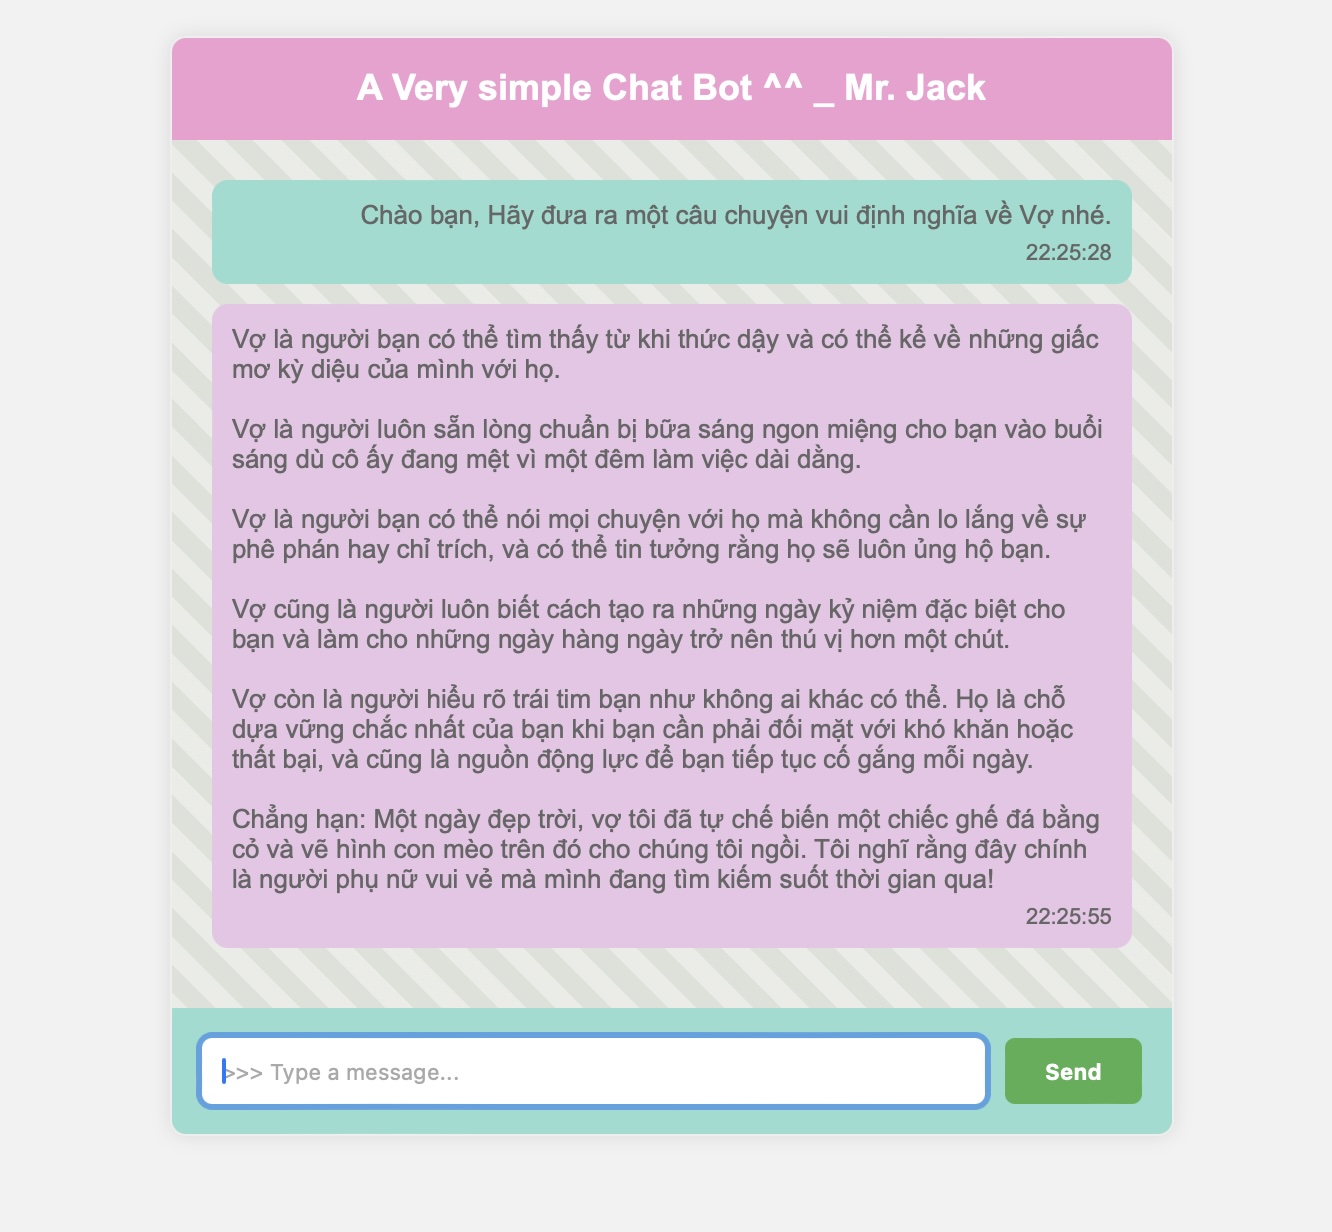 A Very simple Chat Bot ^^ _ Mr. Jack
Chào bạn, Hãy đưa ra một câu chuyện vui định nghĩa về Vợ nhé.
22:25:28
Vợ là người bạn có thể tìm thấy từ khi thức dậy và có thể kể về những giấc
mơ kỳ diệu của mình với họ.
Vợ là người luôn sẵn lòng chuẩn bị bữa sáng ngon miệng cho bạn vào buổi
sáng dù cô ấy đang mệt vì một đêm làm việc dài dằng.
Vợ là người bạn có thể nói mọi chuyện với họ mà không cần lo lắng về sự
phê phán hay chỉ trích, và có thể tin tưởng rằng họ sẽ luôn ủng hộ bạn.
Vợ cũng là người luôn biết cách tạo ra những ngày kỷ niệm đặc biệt cho
bạn và làm cho những ngày hàng ngày trở nên thú vị hơn một chút.
Vợ còn là người hiểu rõ trái tim bạn như không ai khác có thể. Họ là chỗ
dựa vững chắc nhất của bạn khi bạn cần phải đối mặt với khó khăn hoặc
thất bại, và cũng là nguồn động lực để bạn tiếp tục cố gắng mỗi ngày.
Chẳng hạn: Một ngày đẹp trời, vợ tôi đã tự chế biến một chiếc ghế đá bằng
cỏ và vẽ hình con mèo trên đó cho chúng tôi ngồi. Tôi nghĩ rằng đây chính
là người phụ nữ vui vẻ mà mình đang tìm kiếm suốt thời gian qua!
22:25:55
>>> Type a message...
Send